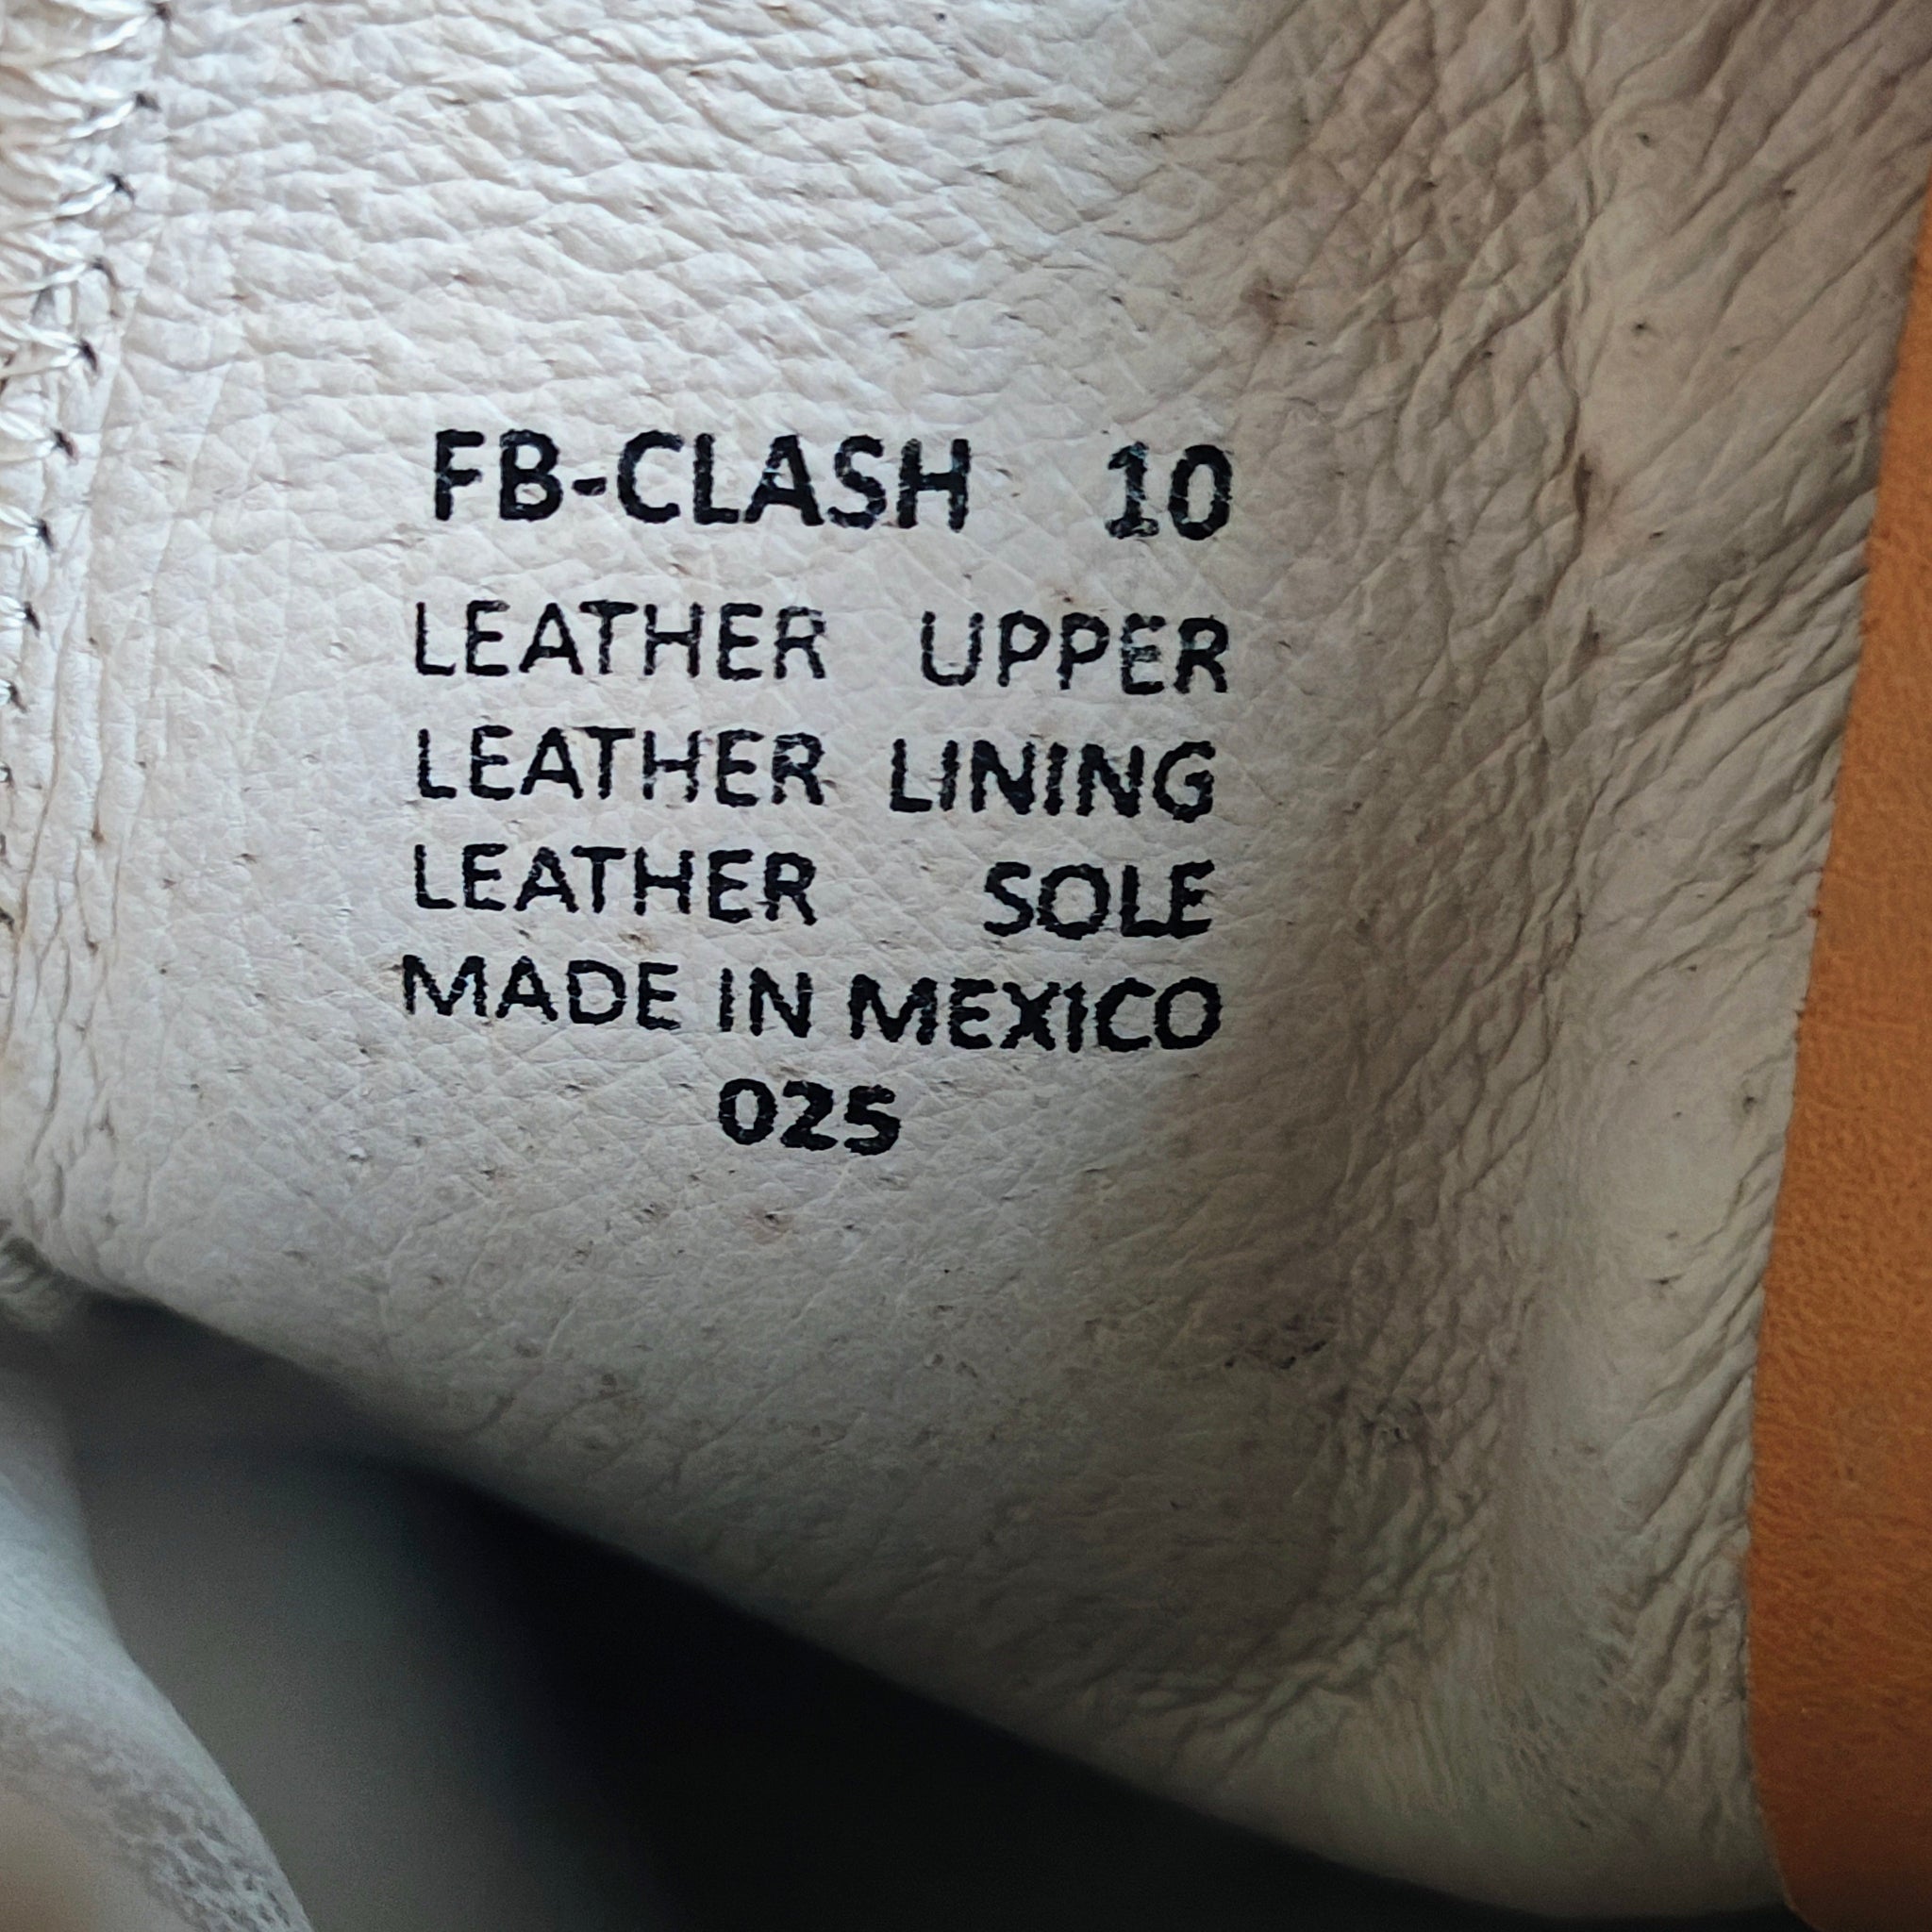 FB-CLASH 10
LEATHER UPPER
LEATHER LINING
LEATHER SOLE
MADE IN MEXICO
025